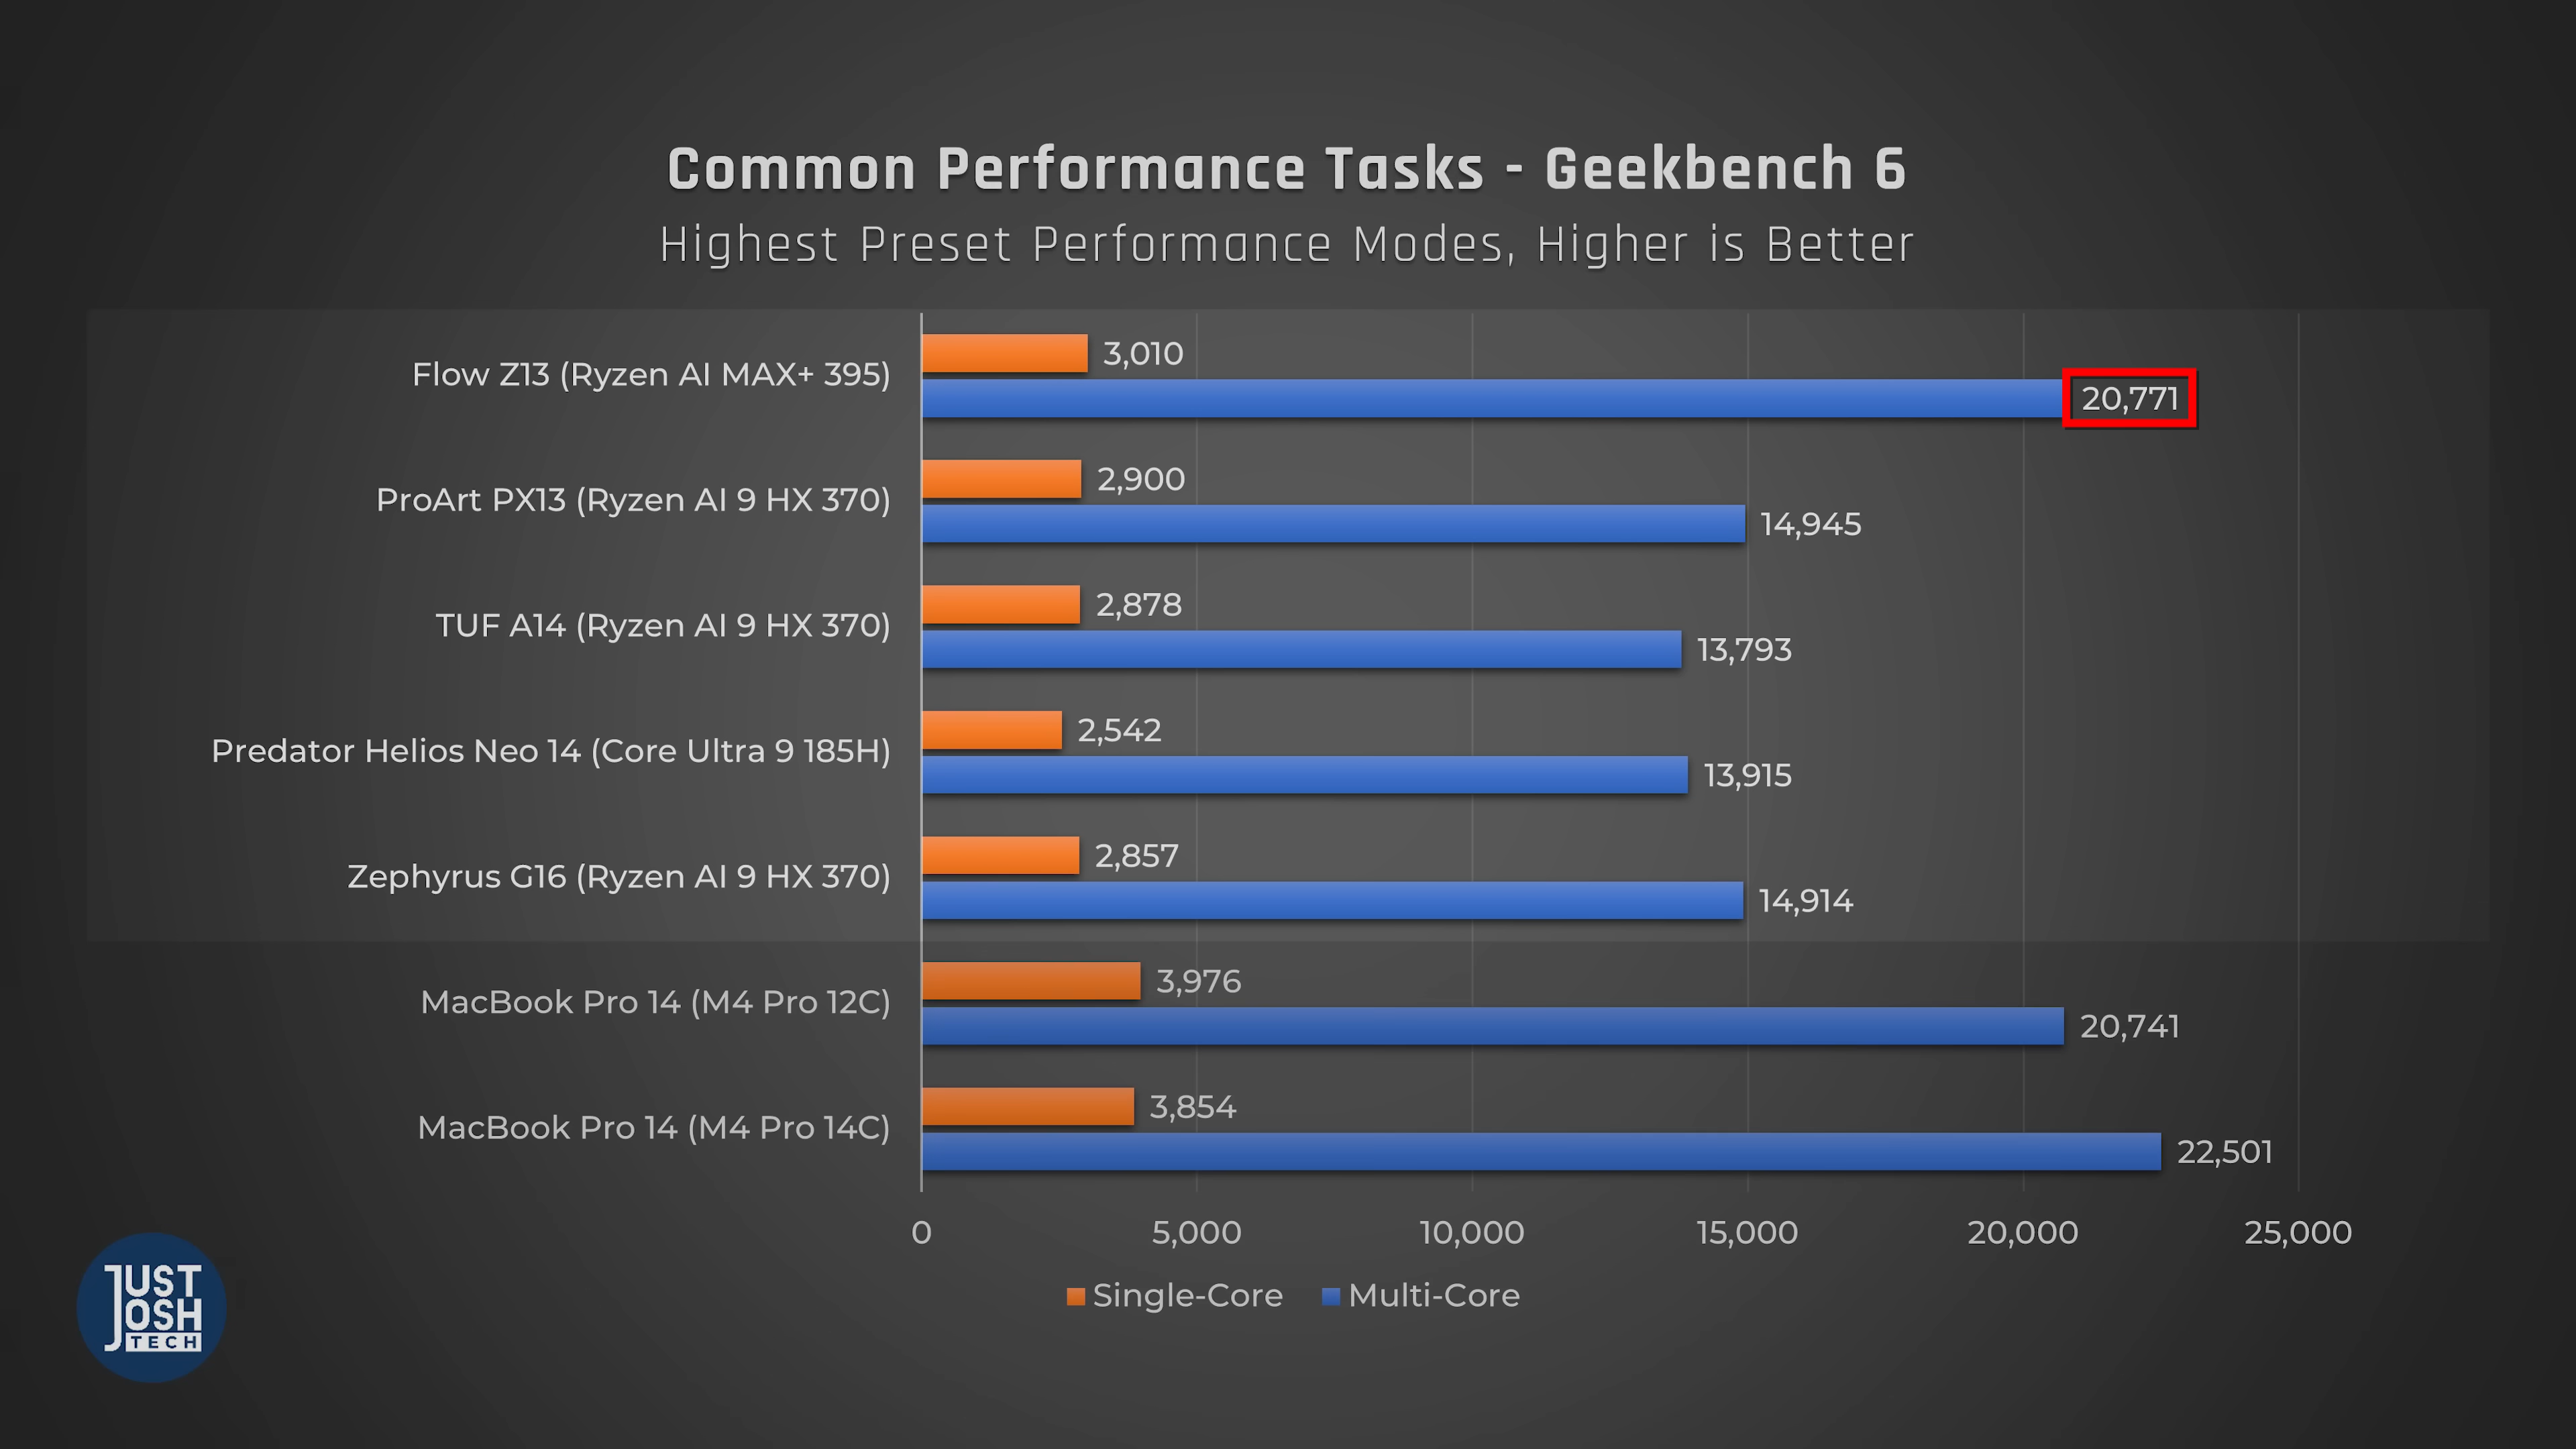 Common Performance Tasks - Geekbench 6
Highest Preset Performance Modes, Higher is Better
Flow Z13 (Ryzen AI MAX+ 395)
3,010
20,771
ProArt PX13 (Ryzen AI 9 HX 370)
2,900
14,945
TUF A14 (Ryzen AI 9 HX 370)
2,878
13,793
Predator Helios Neo 14 (Core Ultra 9 185H)
2,542
13,915
Zephyrus G16 (Ryzen AI 9 HX 370)
2,857
14,914
MacBook Pro 14 (M4 Pro 12C)
3,976
20,741
MacBook Pro 14 (M4 Pro 14C)
3,854
22,501
0 5,000 10,000 15,000 20,000 25,000
Single-Core Multi-Core
JUST
JOSH
TECH